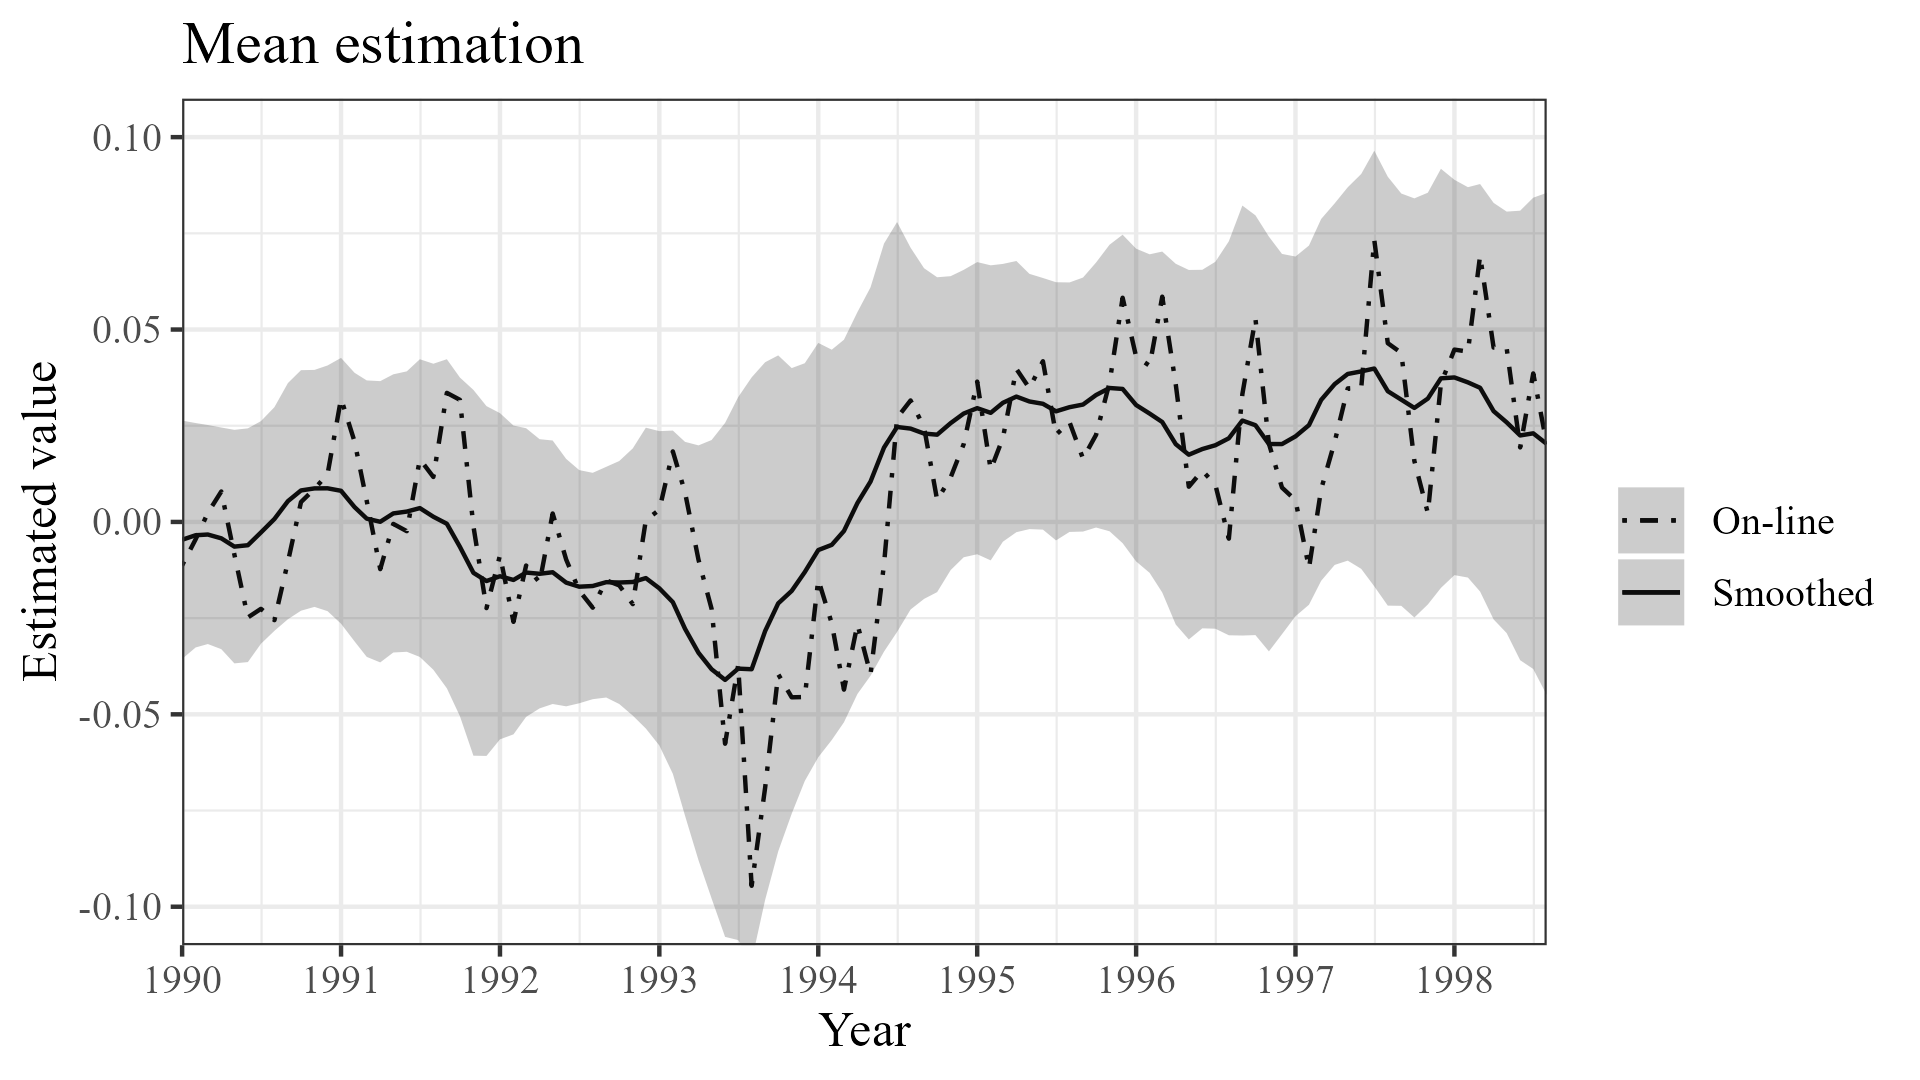 Mean estimation
Estimated value
0.10
0.05
0.00
-0.05
-0.10
1990 1991 1992 1993 1994 1995 1996 1997 1998
Year
On-line
Smoothed